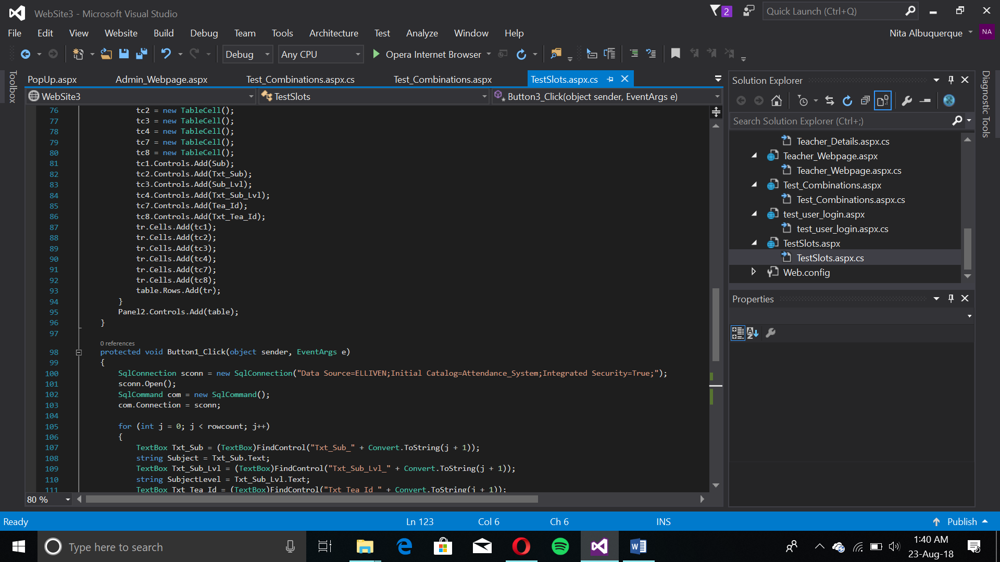 WebSite3 - Microsoft Visual Studio
2
Quick Launch (Ctrl+Q)
File Edit View Website Build Debug Team Tools Architecture Test Analyze Window Help
Nita Albuquerque
NA
Debug
Any CPU
Opera Internet Browser
Toolbox
PopUp.aspx
Admin_Webpage.aspx
Test_Combinations.aspx.cs
Test_Combinations.aspx
TestSlots.aspx.cs
WebSite3
TestSlots
Button3_Click(object sender, EventArgs e)
76 tc2 = new TableCell();
77 tc3 = new TableCell();
78 tc4 = new TableCell();
79 tc7 = new TableCell();
80 tc8 = new TableCell();
81 tc1.Controls.Add(Sub);
82 tc2.Controls.Add(Txt_Sub);
83 tc3.Controls.Add(Sub_Lvl);
84 tc4.Controls.Add(Txt_Sub_Lvl);
85 tc7.Controls.Add(Tea_Id);
86 tc8.Controls.Add(Txt_Tea_Id);
87 tr.Cells.Add(tc1);
88 tr.Cells.Add(tc2);
89 tr.Cells.Add(tc3);
90 tr.Cells.Add(tc4);
91 tr.Cells.Add(tc7);
92 tr.Cells.Add(tc8);
93 table.Rows.Add(tr);
94 }
95 Panel2.Controls.Add(table);
96 }
97
0 references
98 protected void Button1_Click(object sender, EventArgs e)
99 {
100 SqlConnection sconn = new SqlConnection("Data Source=ELLIVEN;Initial Catalog=Attendance_System;Integrated Security=True;");
101 sconn.Open();
102 SqlCommand com = new SqlCommand();
103 com.Connection = sconn;
104
105 for (int j = 0; j < rowcount; j++)
106 {
107 TextBox Txt_Sub = (TextBox)FindControl("Txt_Sub_" + Convert.ToString(j + 1));
108 string Subject = Txt_Sub.Text;
109 TextBox Txt_Sub_Lvl = (TextBox)FindControl("Txt_Sub_Lvl_" + Convert.ToString(j + 1));
110 string SubjectLevel = Txt_Sub_Lvl.Text;
111 TextBox Txt_Tea_Id = (TextBox)FindControl("Txt_Tea_Id_" + Convert.ToString(j + 1));
80 %
Solution Explorer
Search Solution Explorer (Ctrl+;)
Teacher_Details.aspx.cs
Teacher_Webpage.aspx
Teacher_Webpage.aspx.cs
Test_Combinations.aspx
Test_Combinations.aspx.cs
test_user_login.aspx
test_user_login.aspx.cs
TestSlots.aspx
TestSlots.aspx.cs
Web.config
Properties
Diagnostic Tools
Ready
Ln 123
Col 6
Ch 6
INS
Publish
Type here to search
1:40 AM
23-Aug-18